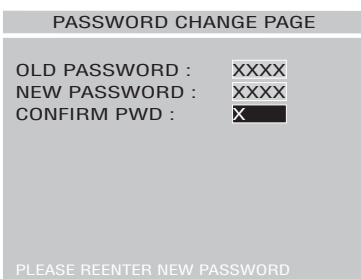 PASSWORD CHANGE PAGE
OLD PASSWORD : XXXX
NEW PASSWORD : XXXX
CONFIRM PWD : X
PLEASE REENTER NEW PASSWORD